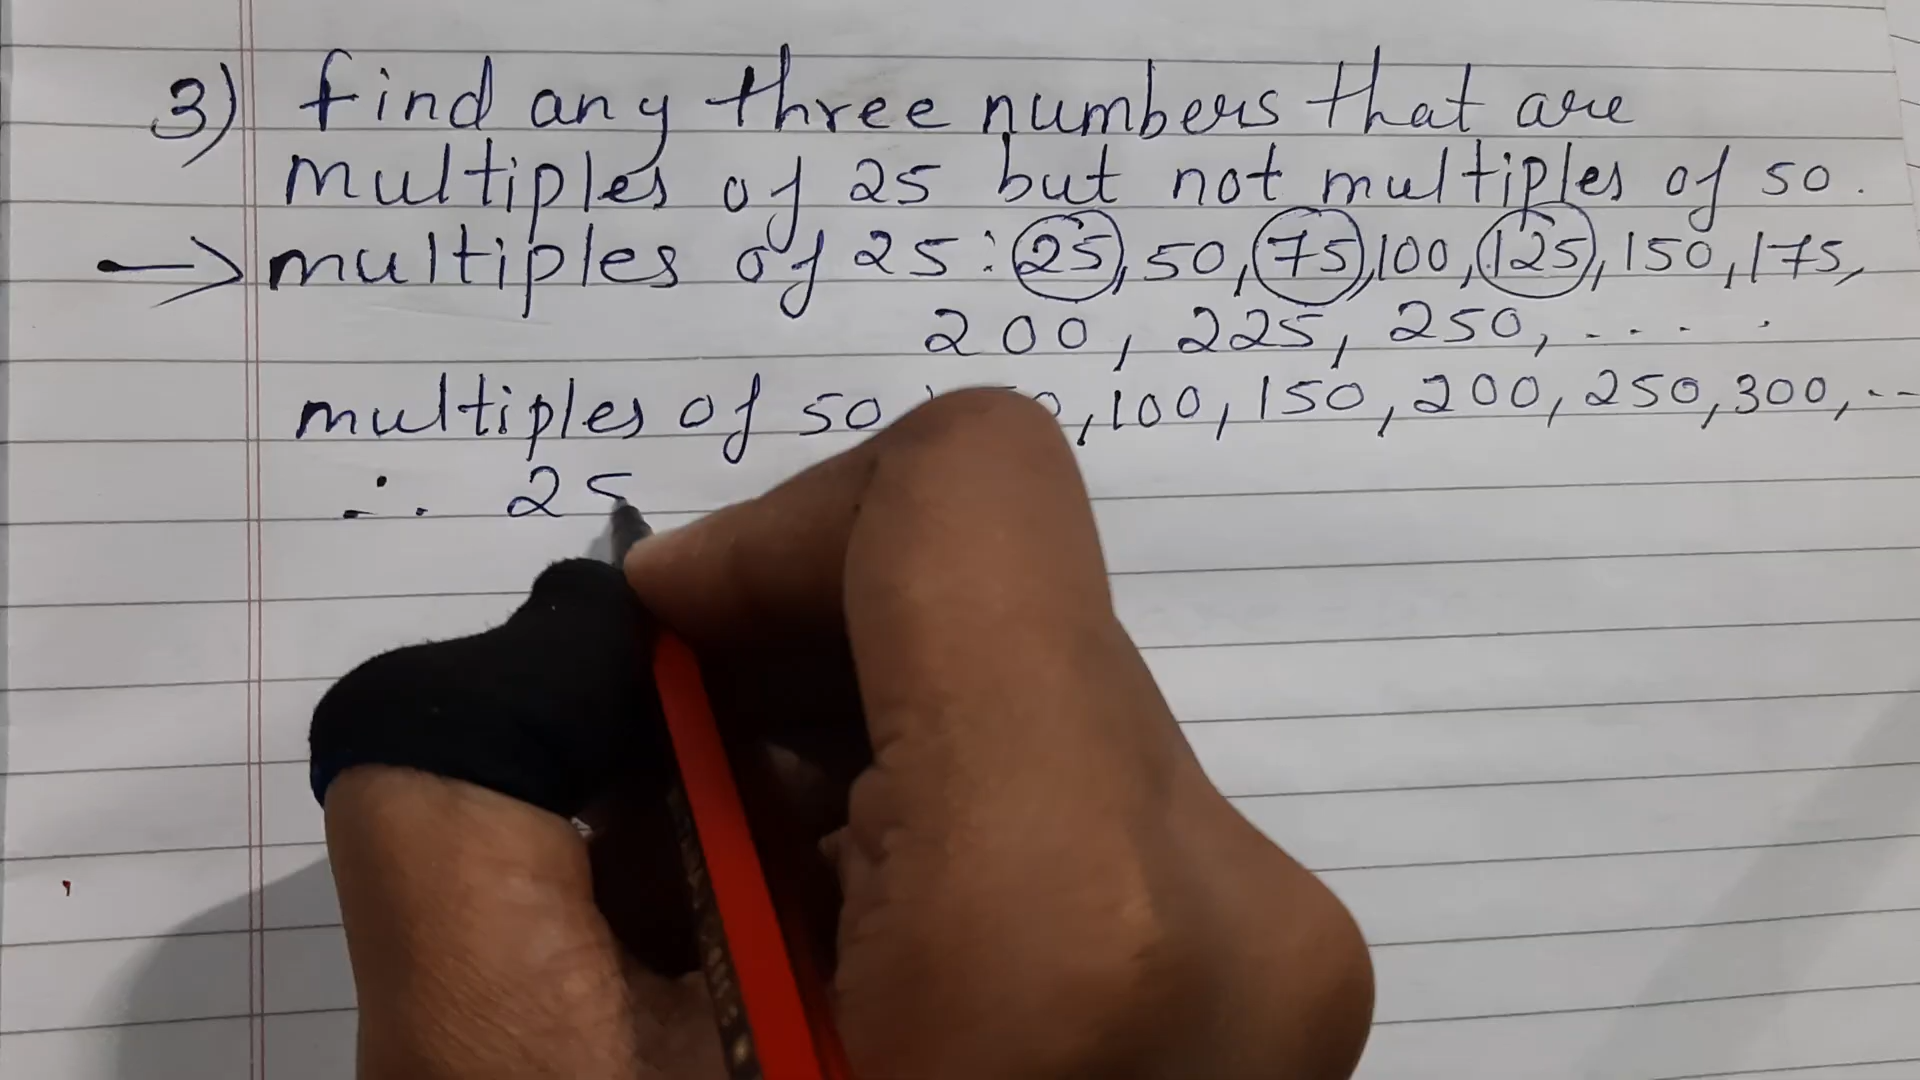 3) find any three numbers that are
multiples of 25 but not multiples of 50.
→ multiples of 25: 25, 50, 75, 100, 125, 150, 175,
200, 225, 250, .....
multiples of 50 , 100, 150, 200, 250, 300, --
∴ 25